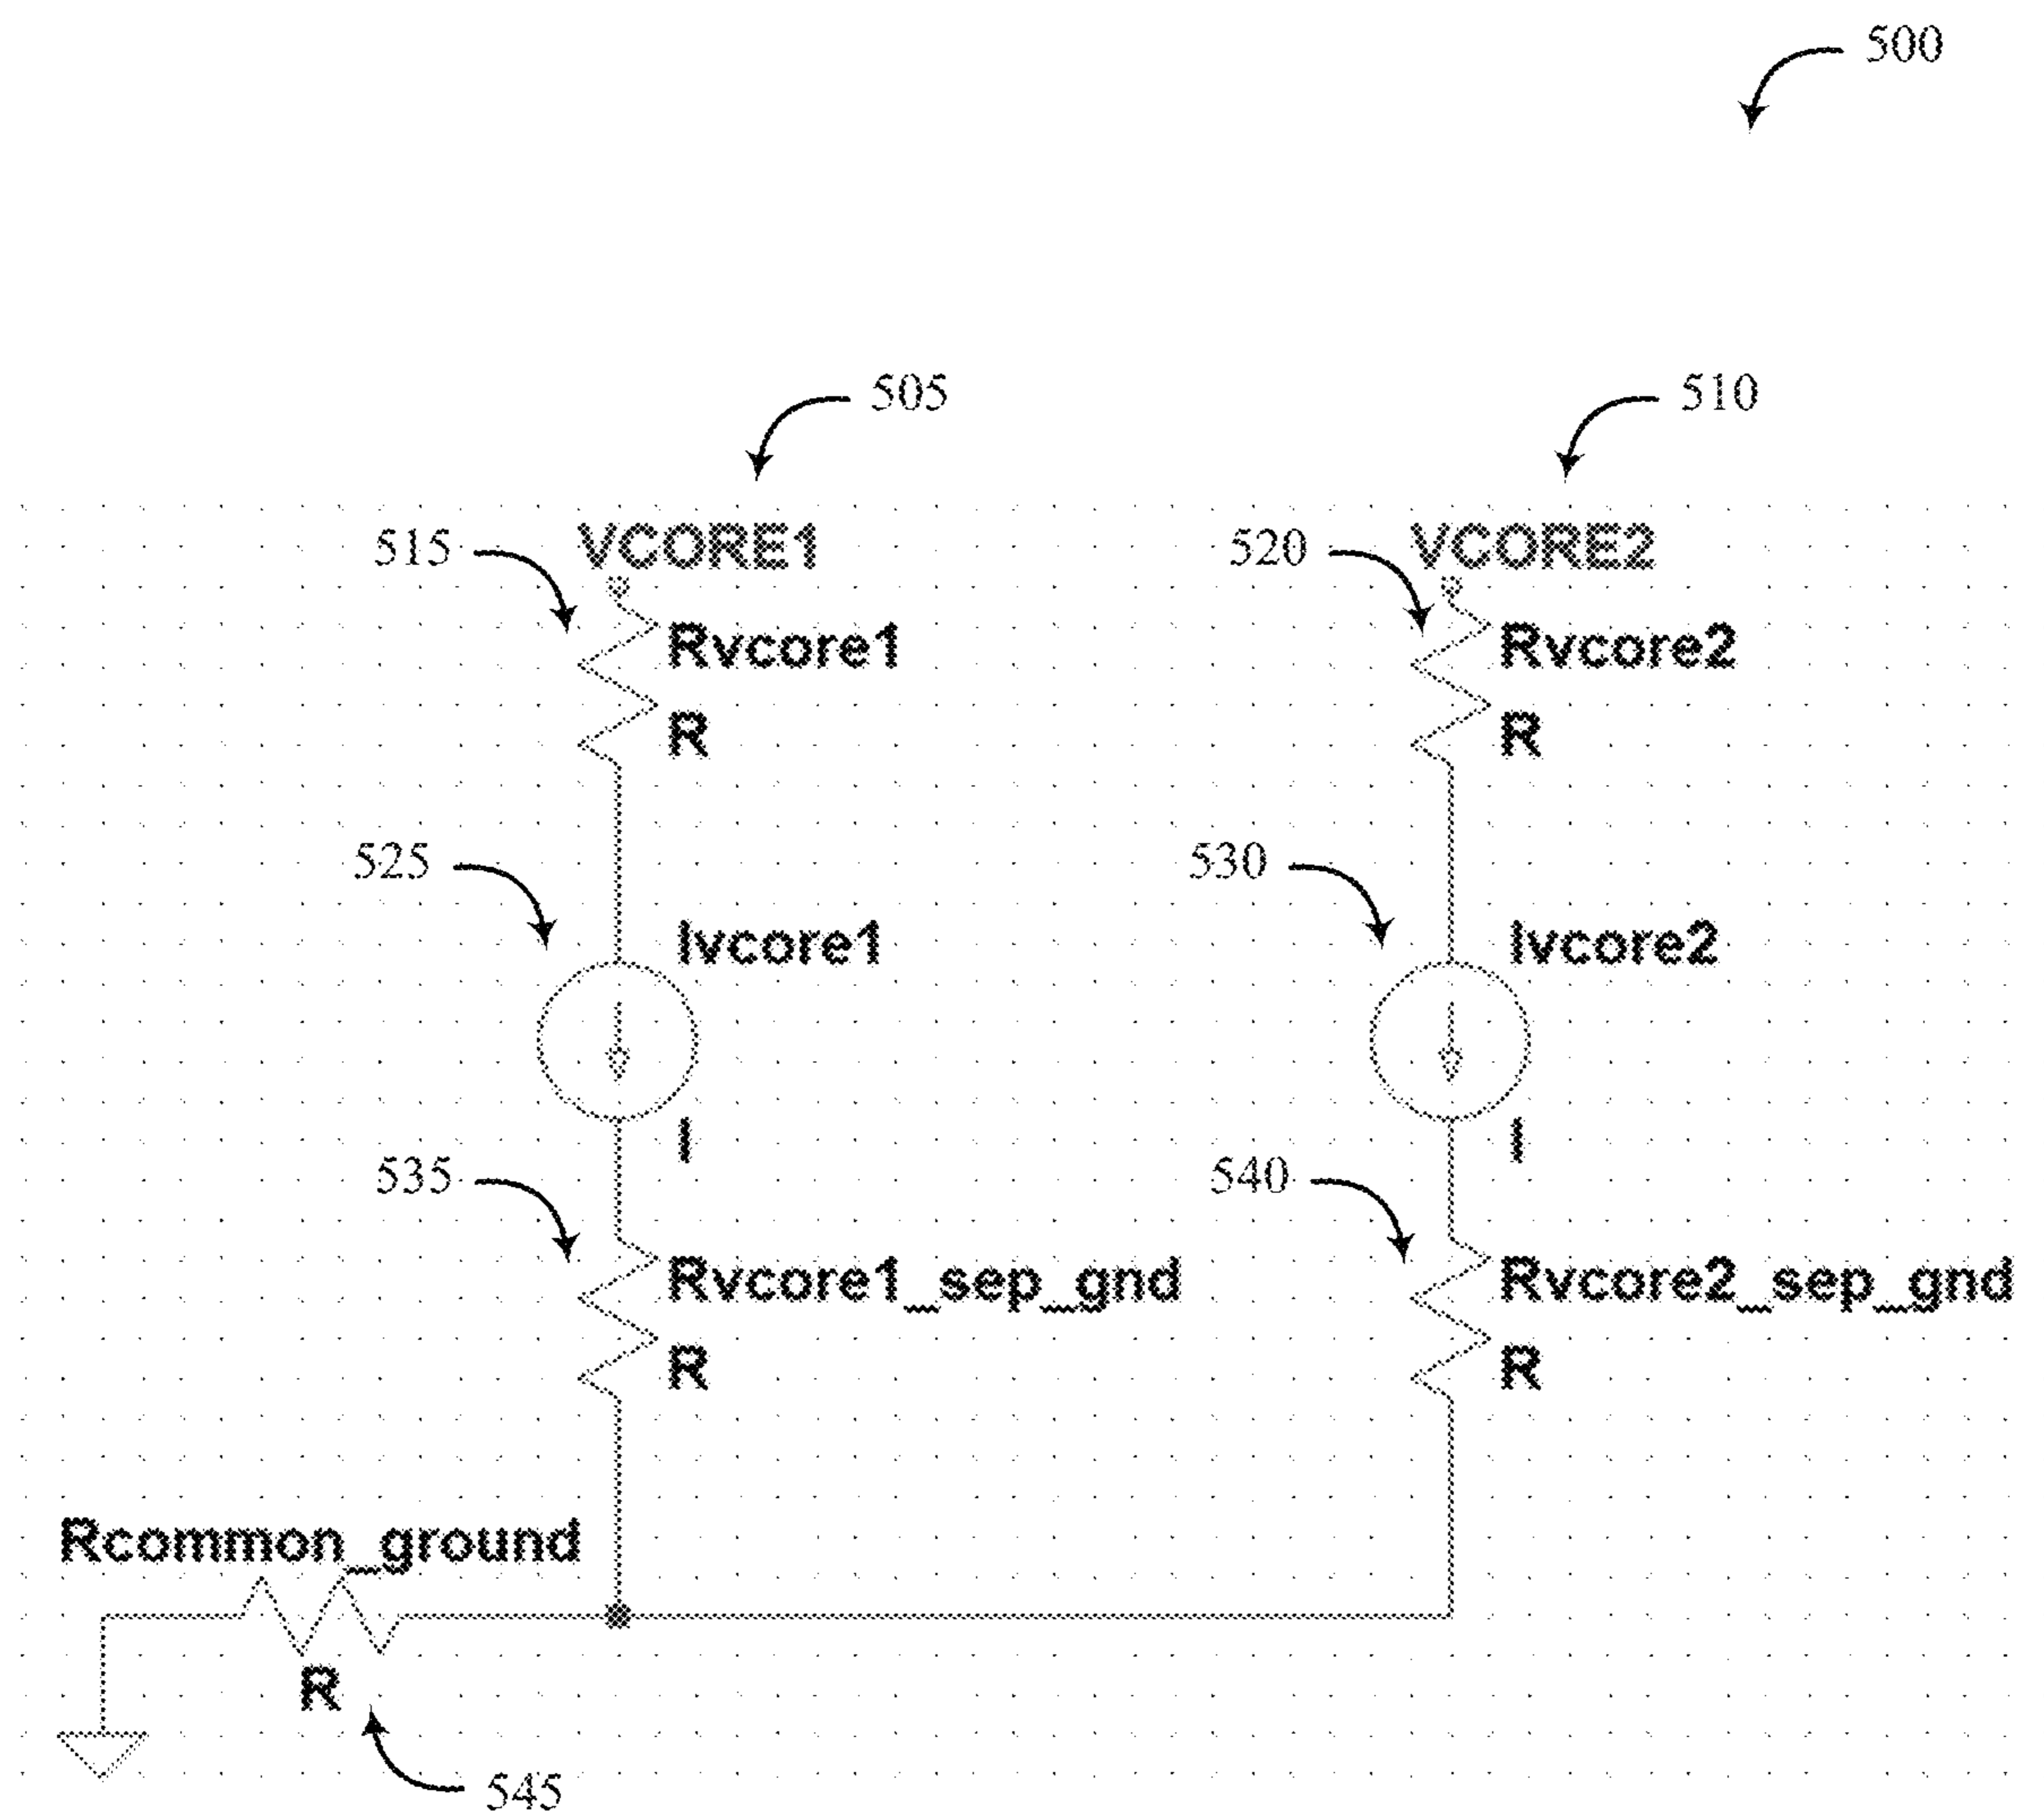 500
505 510
515 VCORE1 520 VCORE2
Rvcore1 Rvcore2
R R
525 530
Ivcore1 Ivcore2
I I
535 540
Rvcore1_sep_gnd Rvcore2_sep_gnd
R R
Rcommon_ground
R
545